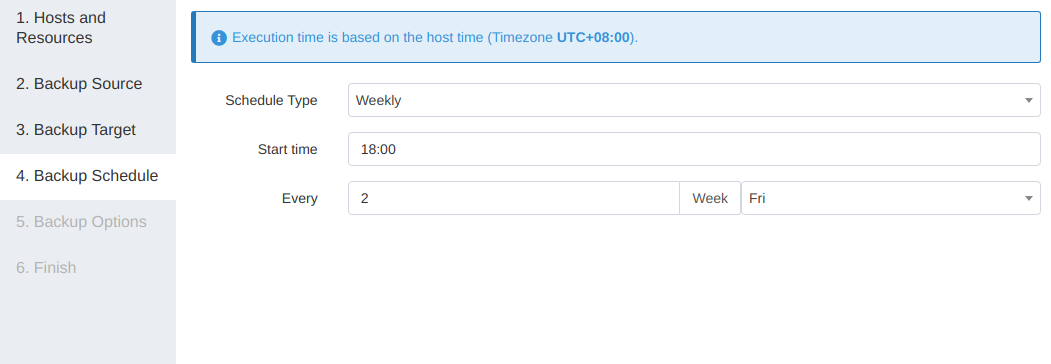 1. Hosts and
Resources
2. Backup Source
3. Backup Target
4. Backup Schedule
5. Backup Options
6. Finish
Execution time is based on the host time (Timezone UTC+08:00).
Schedule Type Weekly
Start time 18:00
Every 2 Week Fri